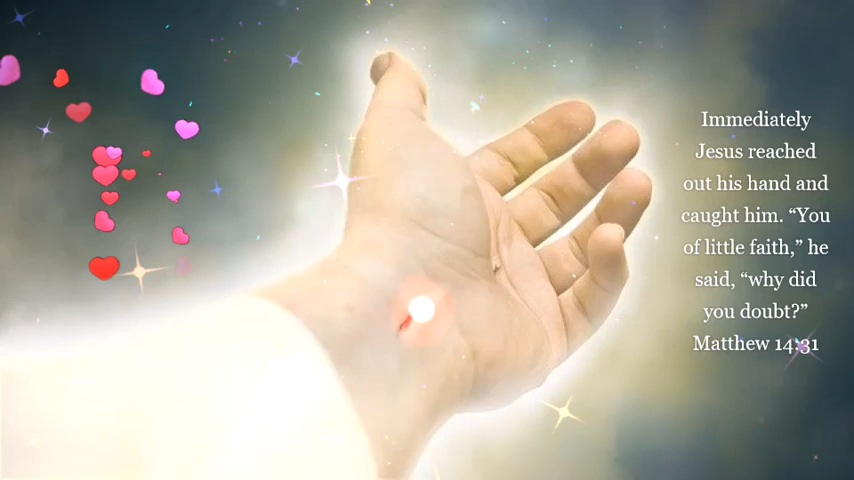 Immediately
Jesus reached
out his hand and
caught him. “You
of little faith,” he
said, “why did
you doubt?”
Matthew 14:31